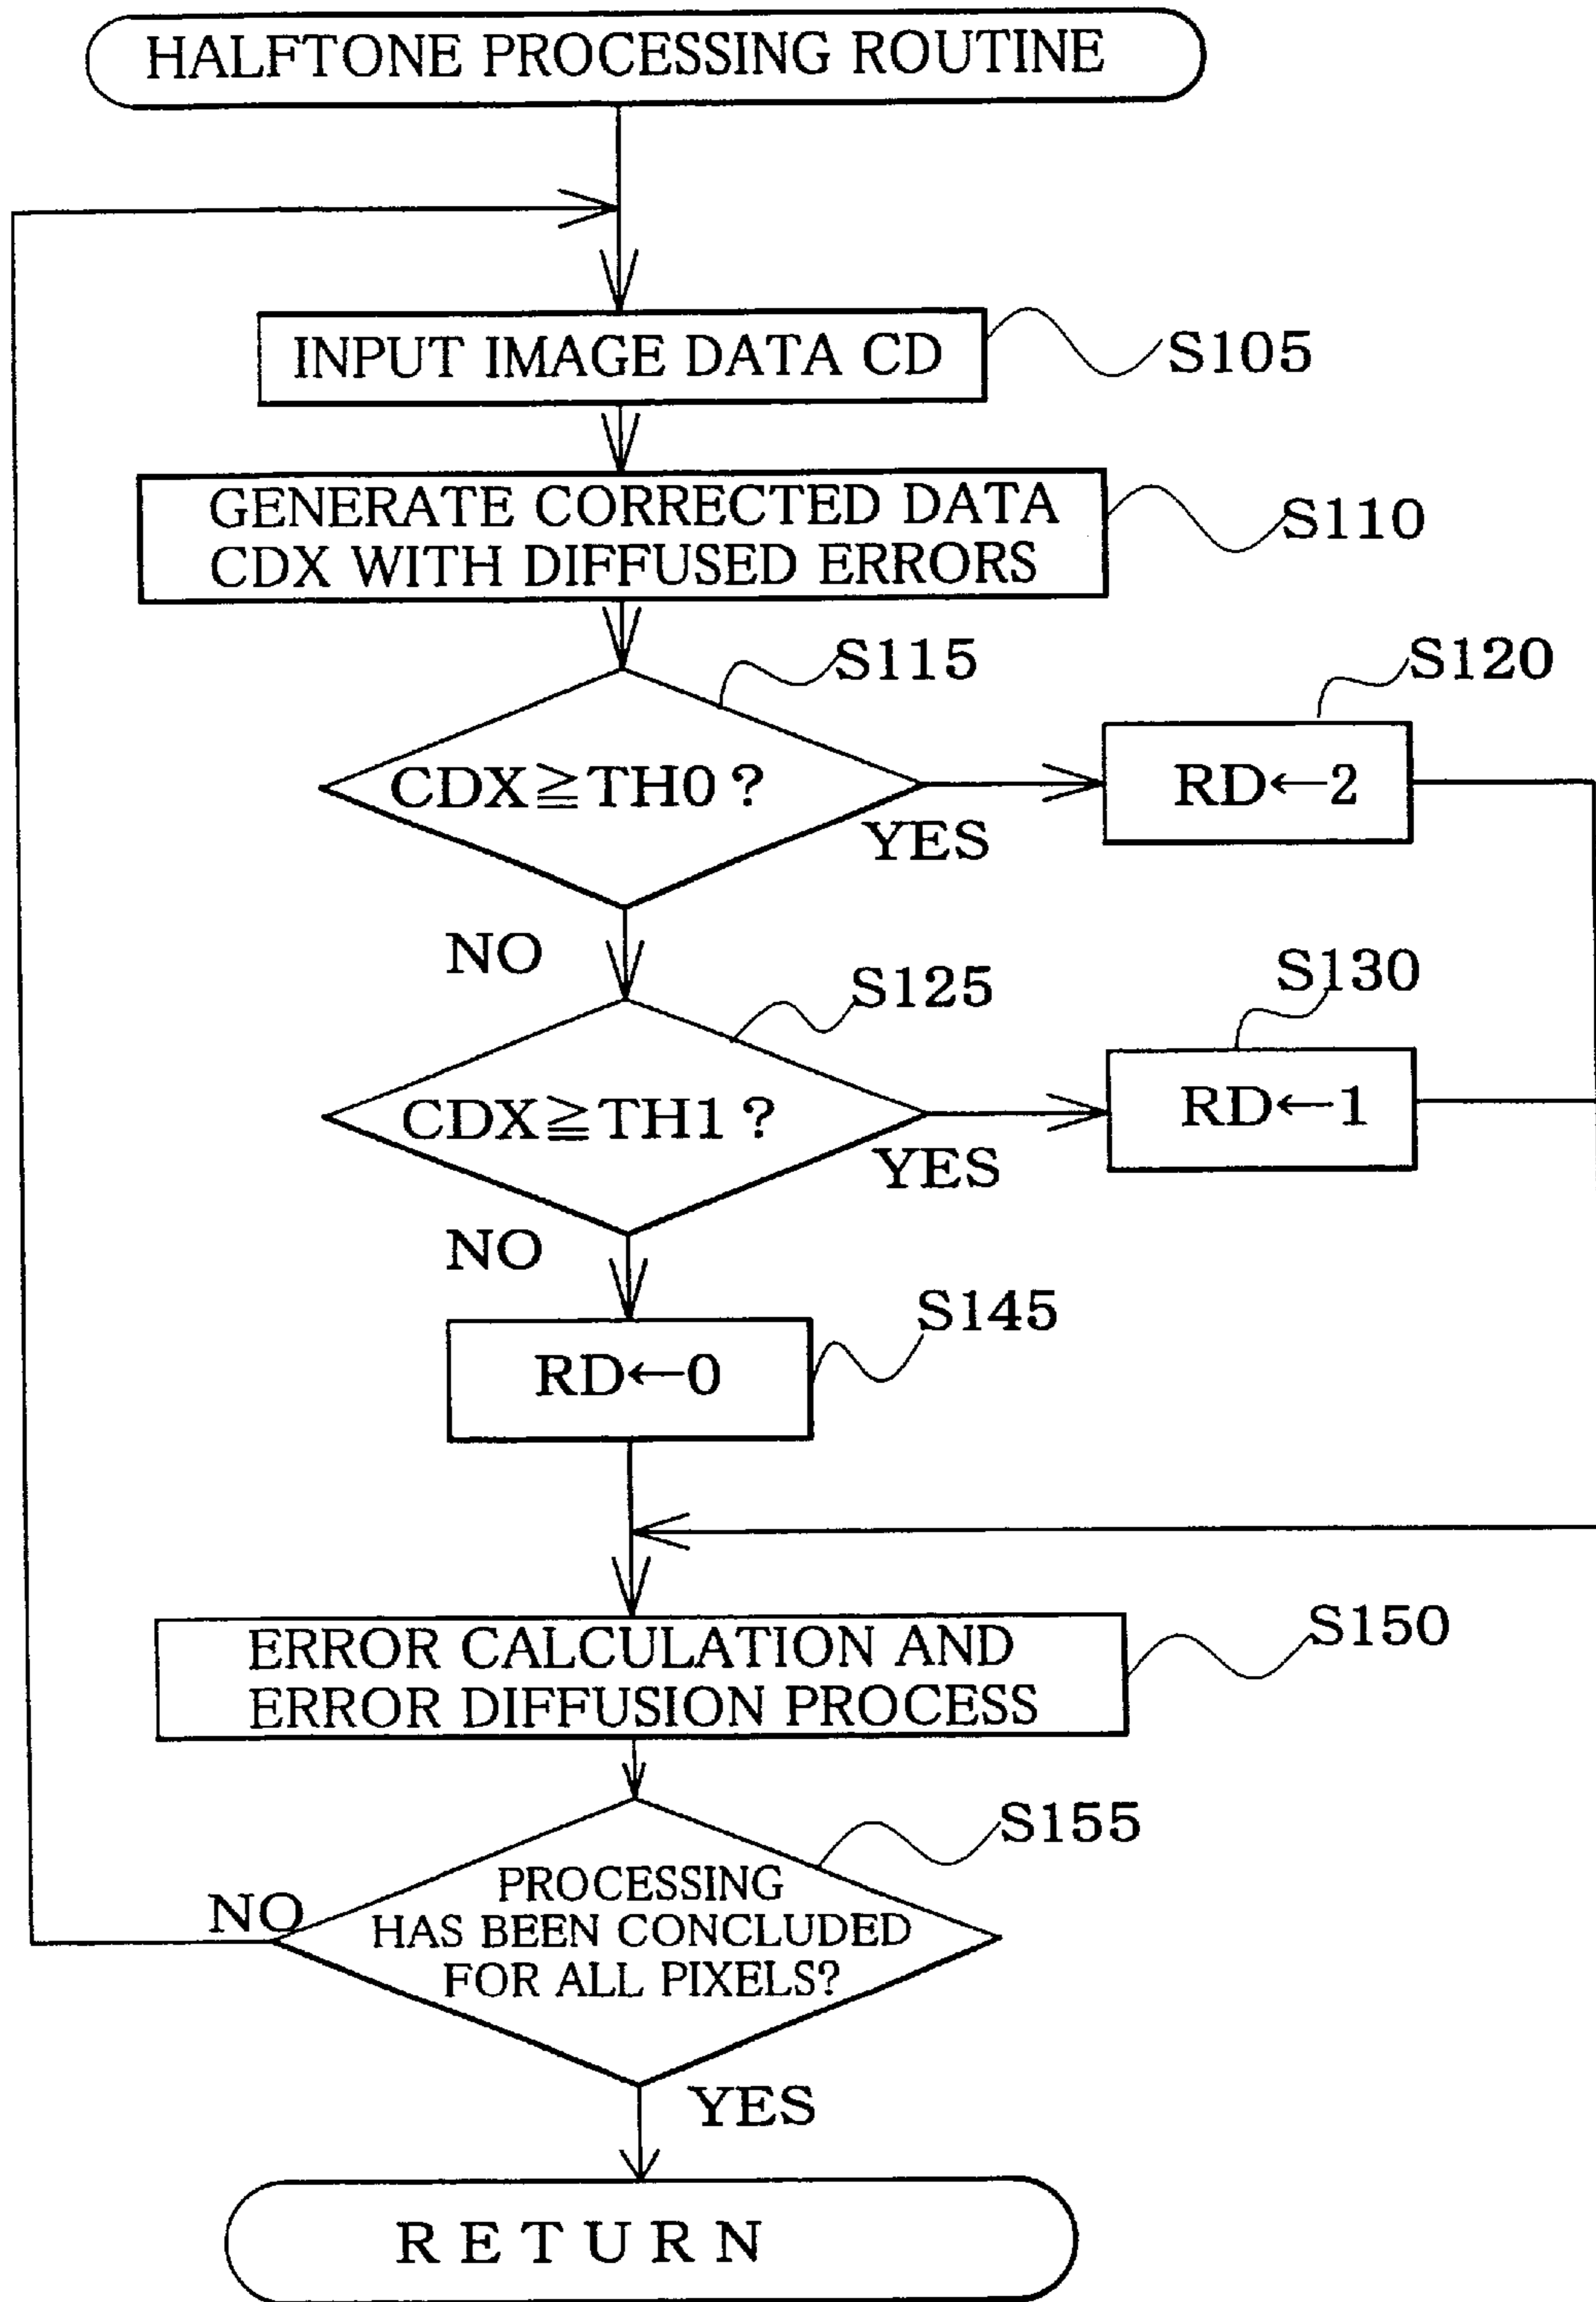 HALFTONE PROCESSING ROUTINE
INPUT IMAGE DATA CD
S105
GENERATE CORRECTED DATA
CDX WITH DIFFUSED ERRORS
S110
S115
CDX≧TH0?
YES
S120
RD←2
NO
S125
CDX≧TH1?
YES
S130
RD←1
NO
S145
RD←0
ERROR CALCULATION AND
ERROR DIFFUSION PROCESS
S150
S155
PROCESSING
HAS BEEN CONCLUDED
FOR ALL PIXELS?
NO
YES
RETURN